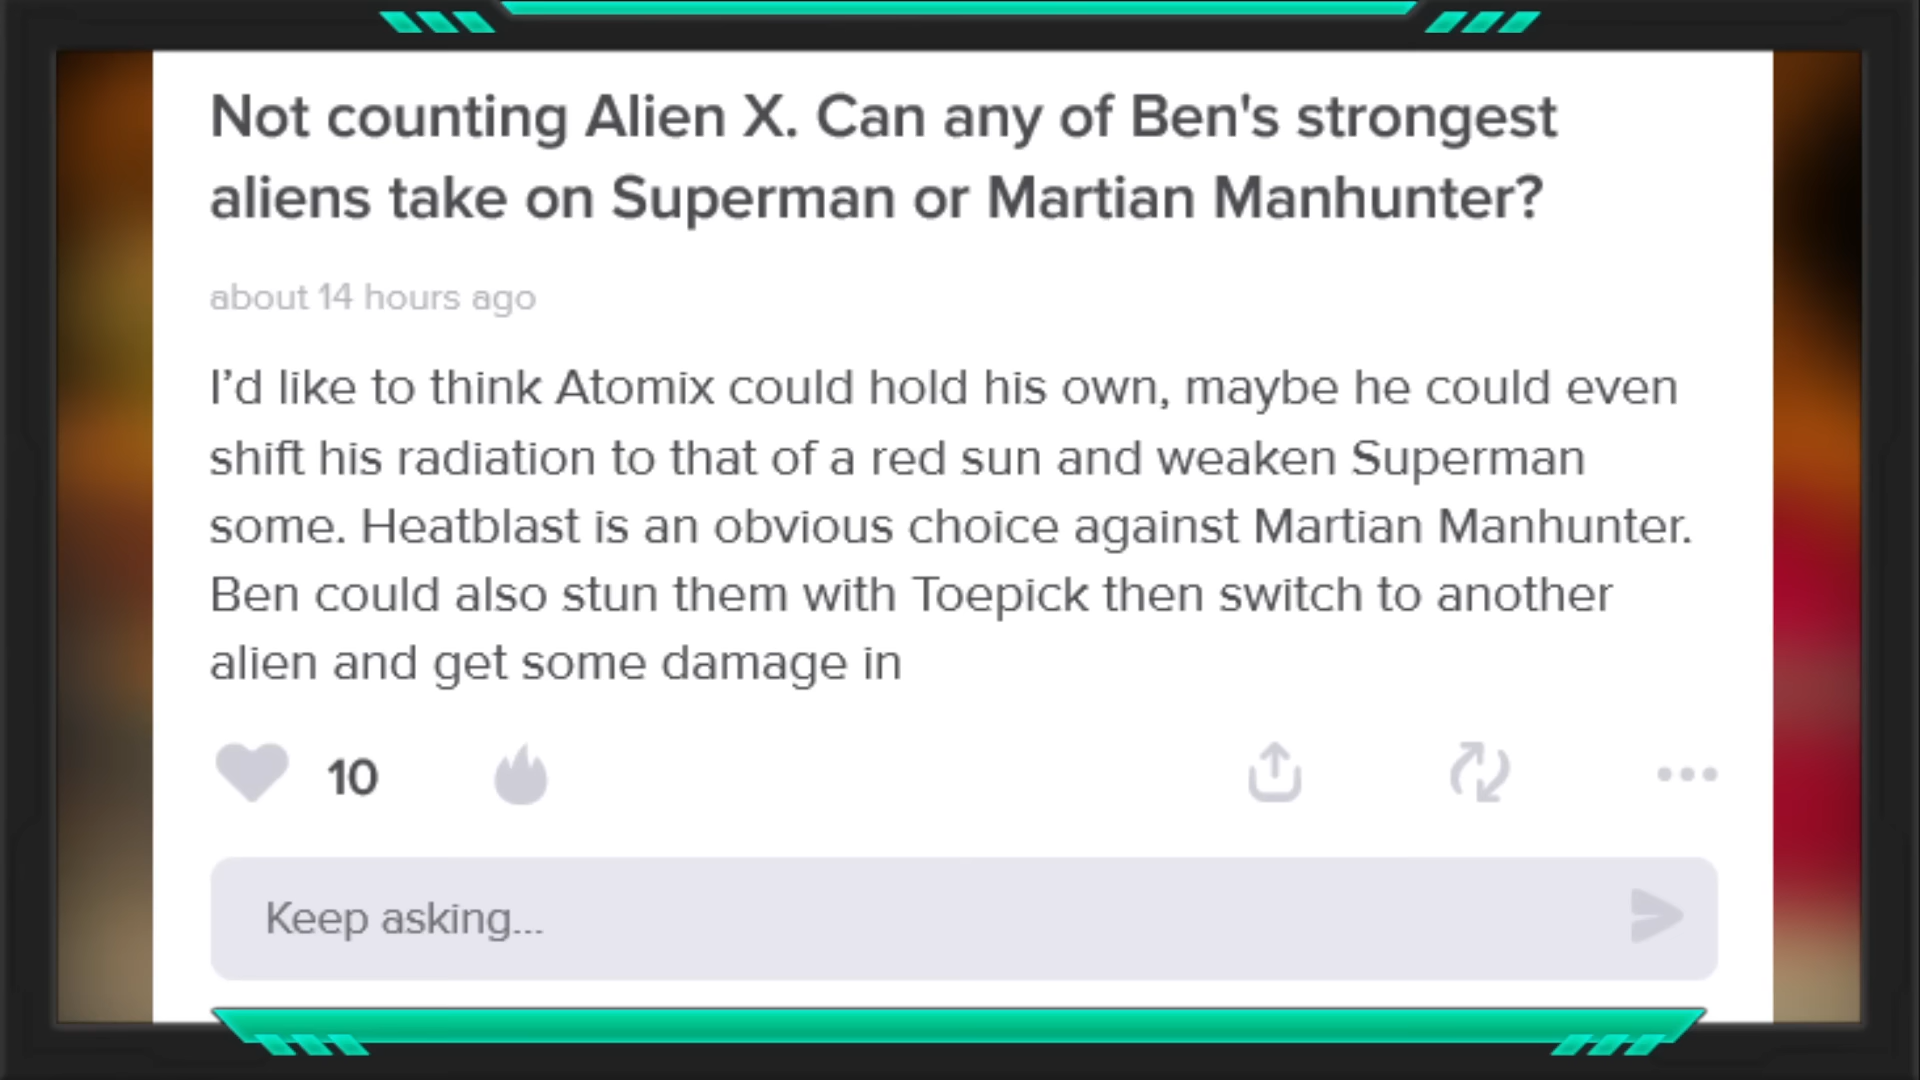 Not counting Alien X. Can any of Ben's strongest
aliens take on Superman or Martian Manhunter?
about 14 hours ago
I’d like to think Atomix could hold his own, maybe he could even
shift his radiation to that of a red sun and weaken Superman
some. Heatblast is an obvious choice against Martian Manhunter.
Ben could also stun them with Toepick then switch to another
alien and get some damage in
10
Keep asking...